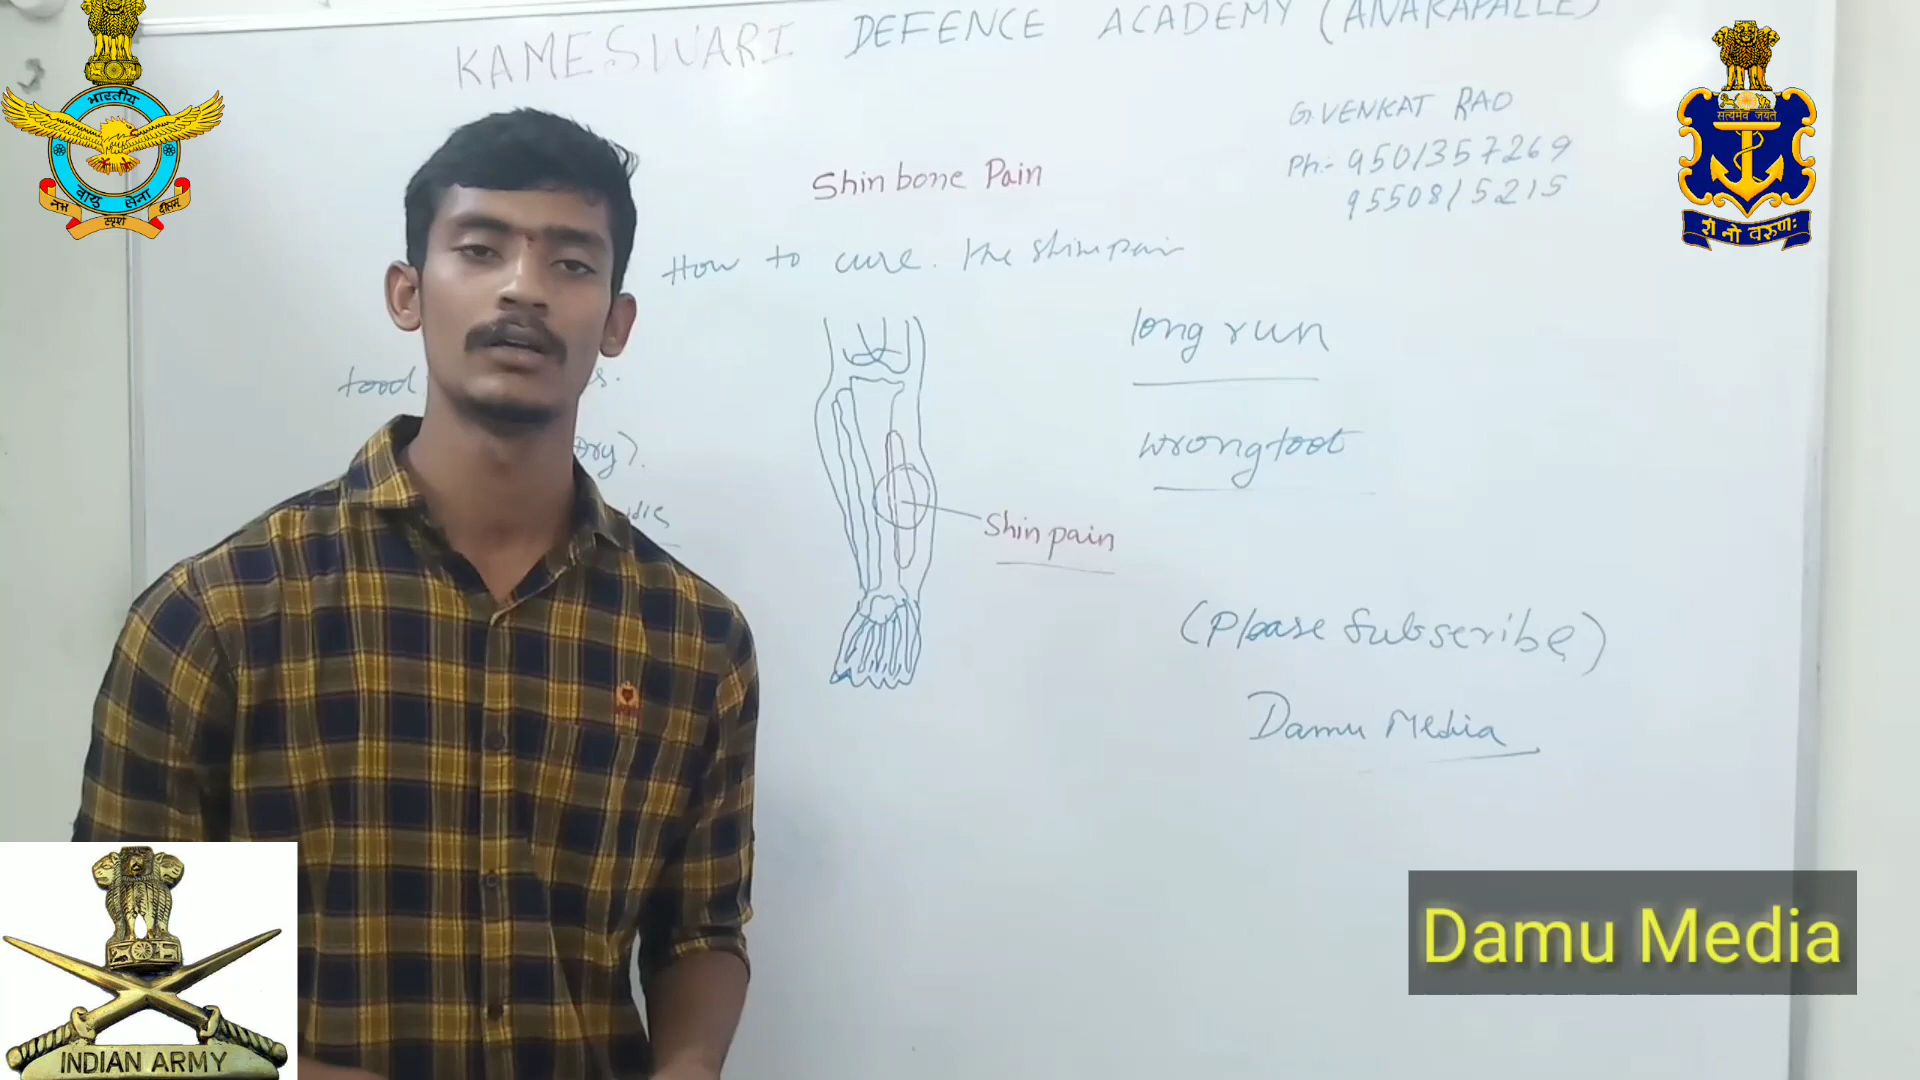 KAMESWARI DEFENCE ACADEMY (ANAKAPALLE)
G.VENKAT RAO
Ph:- 9501357269
9550815215
Shin bone Pain
How to cure. the shin pain
long run
wrong foot
Shin pain
(Please Subscribe)
Damu Media
भारतीय
वायु सेना
नभ स्पृश दीप्तम्
सत्यमेव जयते
शं नो वरुणः
INDIAN ARMY
Damu Media